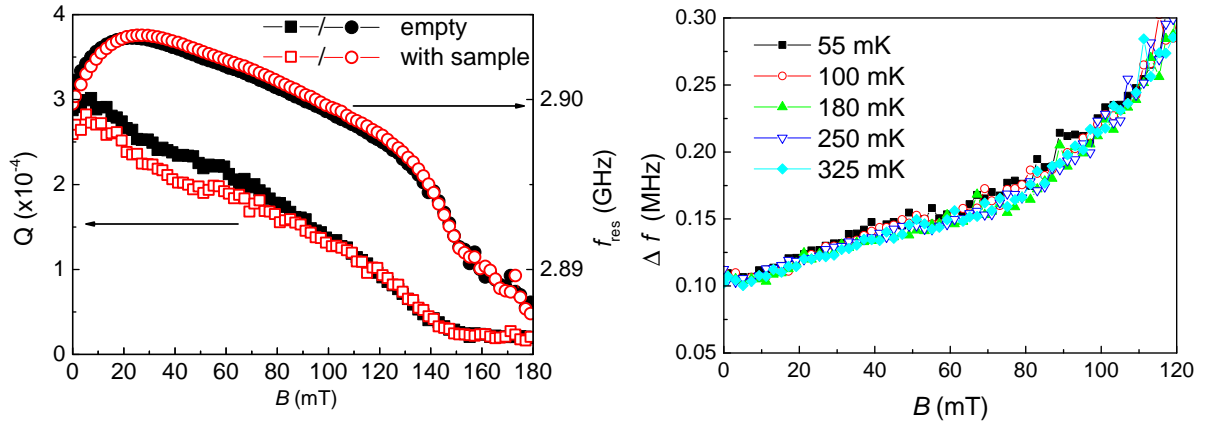 4
3
2
1
0
Q (x10⁻⁴)
empty
with sample
2.90
2.89
f_res (GHz)
0 20 40 60 80 100 120 140 160 180
B (mT)
0.30
0.25
0.20
0.15
0.10
0.05
Δ f (MHz)
55 mK
100 mK
180 mK
250 mK
325 mK
0 20 40 60 80 100 120
B (mT)